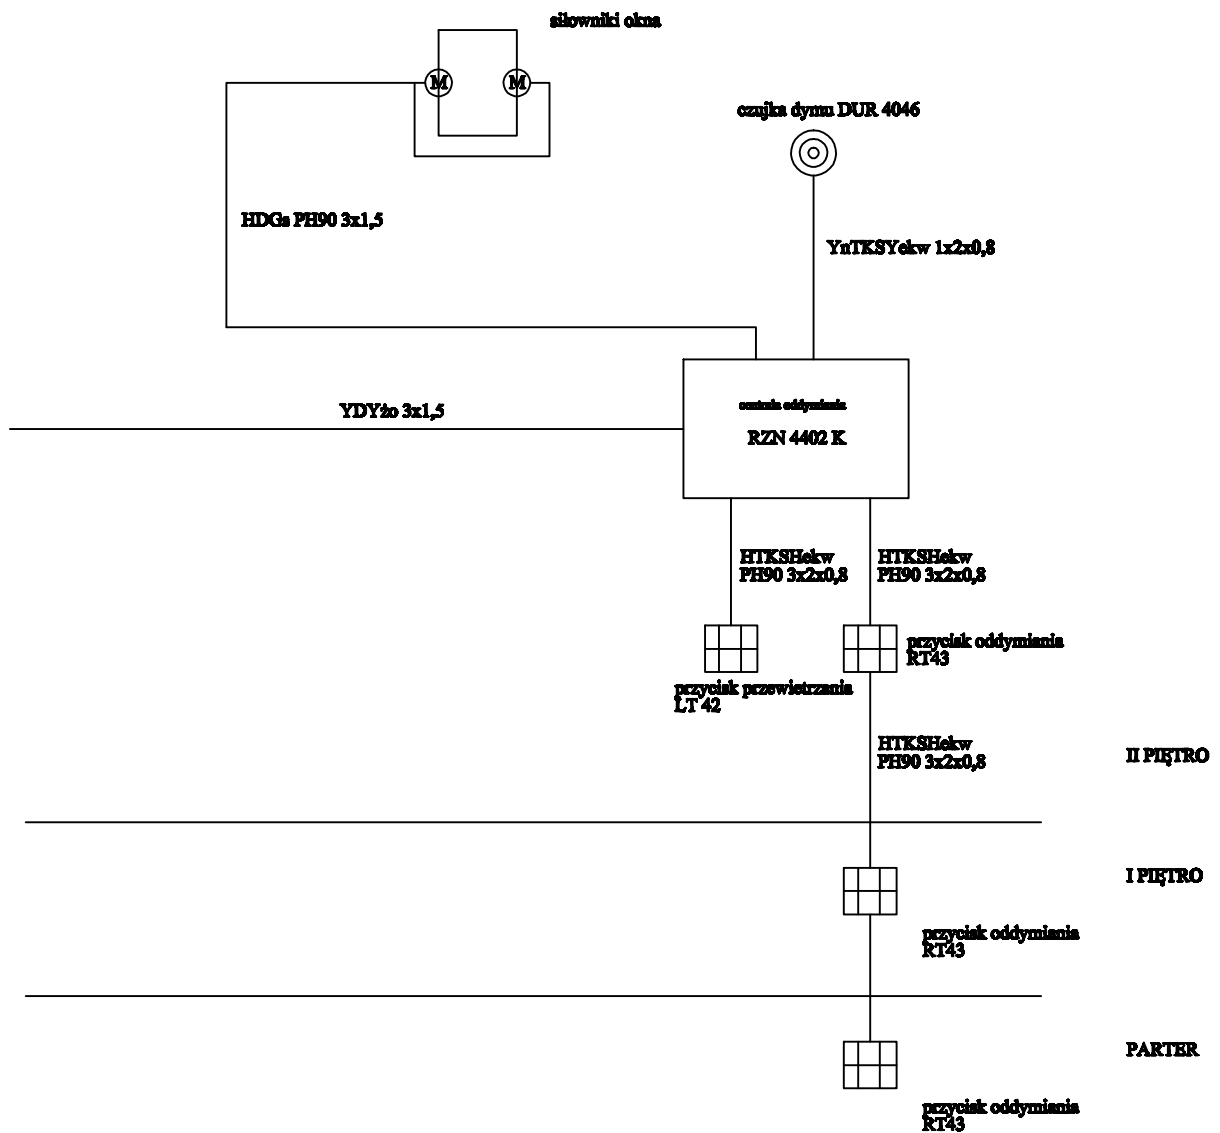 siłowniki okna
M
M
czujka dymu DUR 4046
HDGs PH90 3x1,5
YnTKSYekw 1x2x0,8
YDYżo 3x1,5
centrala oddymiania
RZN 4402 K
HTKSHekw
PH90 3x2x0,8
HTKSHekw
PH90 3x2x0,8
przycisk oddymiania
RT43
przycisk przewietrzania
LT 42
HTKSHekw
PH90 3x2x0,8
II PIĘTRO
I PIĘTRO
przycisk oddymiania
RT43
PARTER
przycisk oddymiania
RT43